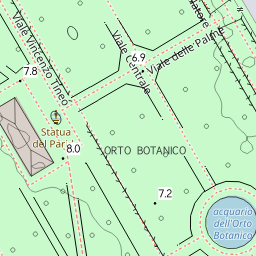 Viale Vincenzo Tineo
Viale Centrale
6.9
Viale delle Palme
7.8
Statua
del Par
8.0
ORTO BOTANICO
7.2
acquario
dell'Orto
Botanico